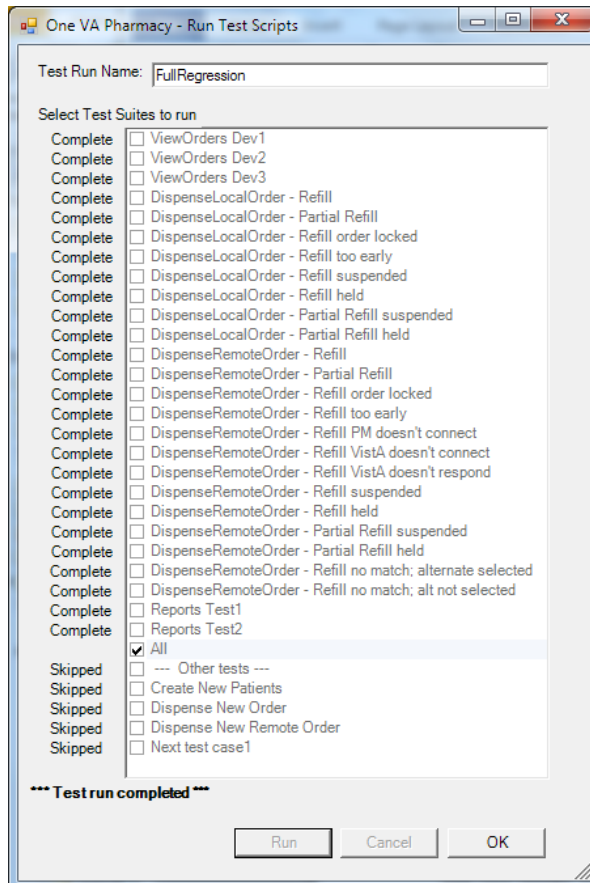 One VA Pharmacy - Run Test Scripts
Test Run Name: FullRegression
Select Test Suites to run
Complete ViewOrders Dev1
Complete ViewOrders Dev2
Complete ViewOrders Dev3
Complete DispenseLocalOrder - Refill
Complete DispenseLocalOrder - Partial Refill
Complete DispenseLocalOrder - Refill order locked
Complete DispenseLocalOrder - Refill too early
Complete DispenseLocalOrder - Refill suspended
Complete DispenseLocalOrder - Refill held
Complete DispenseLocalOrder - Partial Refill suspended
Complete DispenseLocalOrder - Partial Refill held
Complete DispenseRemoteOrder - Refill
Complete DispenseRemoteOrder - Partial Refill
Complete DispenseRemoteOrder - Refill order locked
Complete DispenseRemoteOrder - Refill too early
Complete DispenseRemoteOrder - Refill PM doesn't connect
Complete DispenseRemoteOrder - Refill VistA doesn't connect
Complete DispenseRemoteOrder - Refill VistA doesn't respond
Complete DispenseRemoteOrder - Refill suspended
Complete DispenseRemoteOrder - Refill held
Complete DispenseRemoteOrder - Partial Refill suspended
Complete DispenseRemoteOrder - Partial Refill held
Complete DispenseRemoteOrder - Refill no match; alternate selected
Complete DispenseRemoteOrder - Refill no match; alt not selected
Complete Reports Test1
Complete Reports Test2
All
Skipped --- Other tests ---
Skipped Create New Patients
Skipped Dispense New Order
Skipped Dispense New Remote Order
Skipped Next test case1
*** Test run completed ***
Run Cancel OK